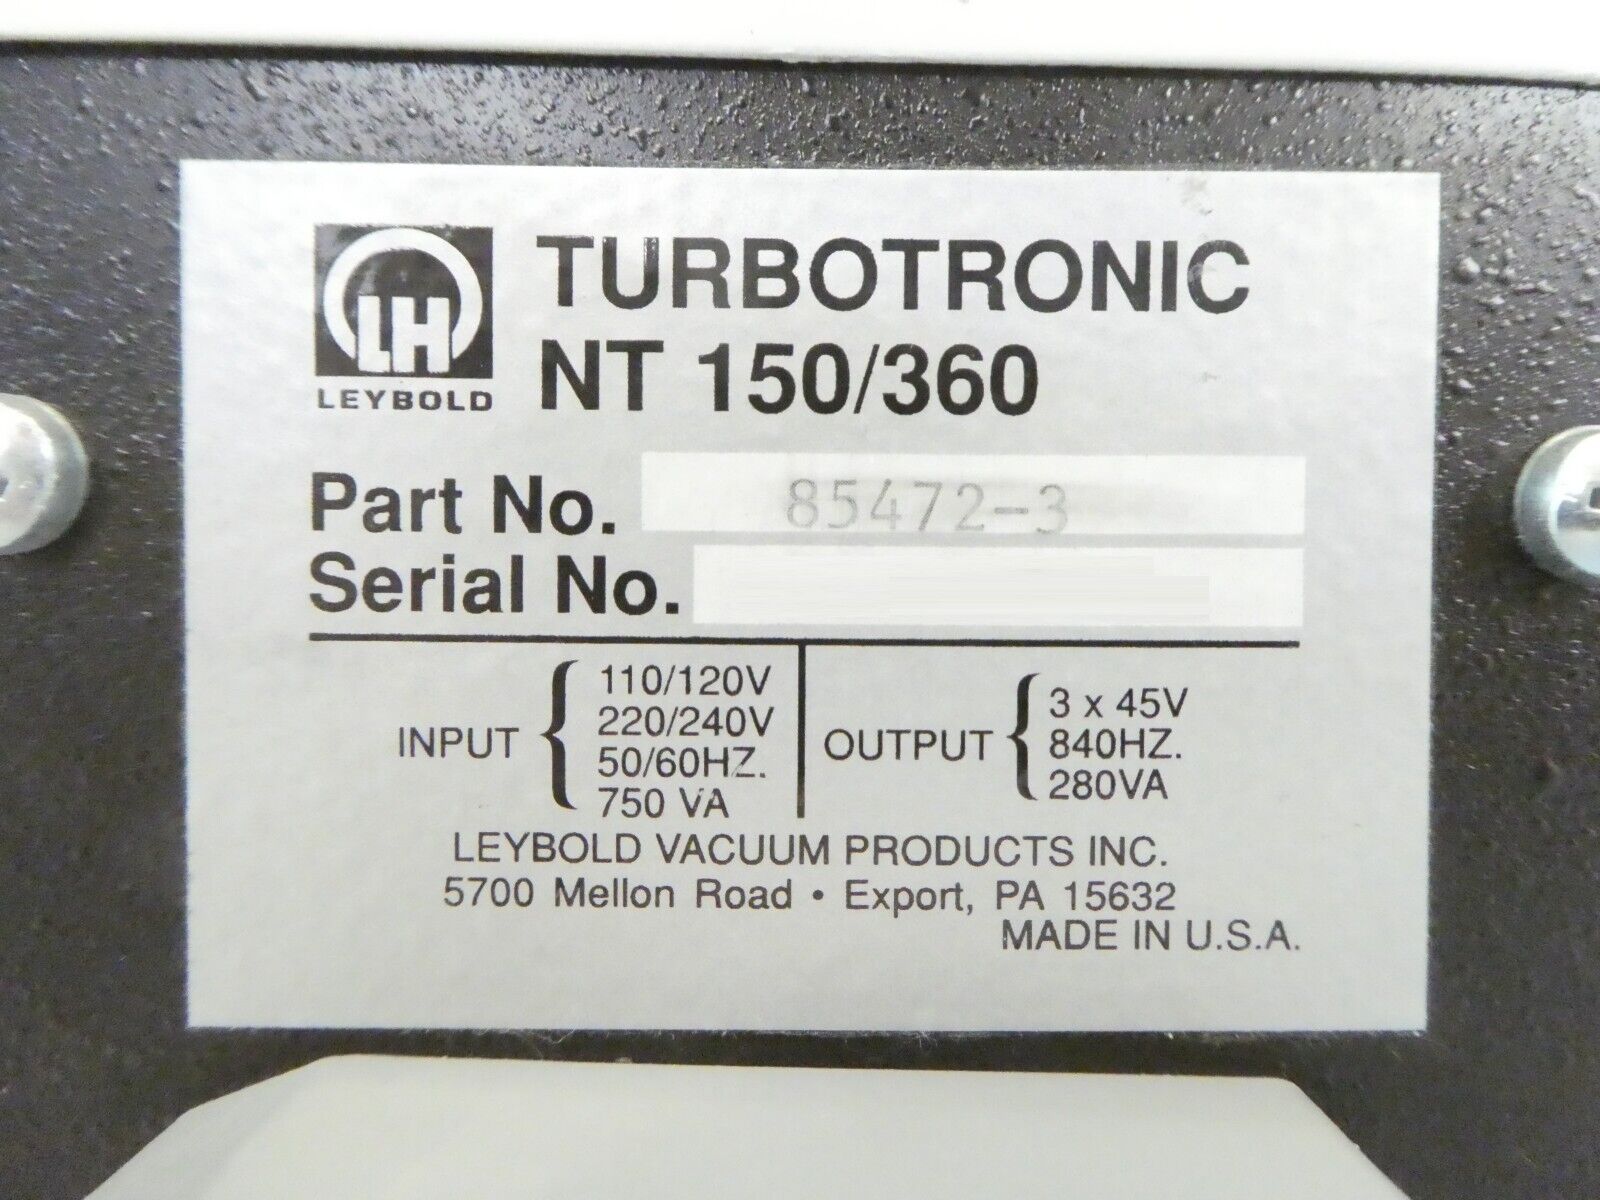 LH
LEYBOLD
TURBOTRONIC
NT 150/360
Part No. 85472-3
Serial No.
INPUT
110/120V
220/240V
50/60HZ.
750 VA
OUTPUT
3 x 45V
840HZ.
280VA
LEYBOLD VACUUM PRODUCTS INC.
5700 Mellon Road • Export, PA 15632
MADE IN U.S.A.